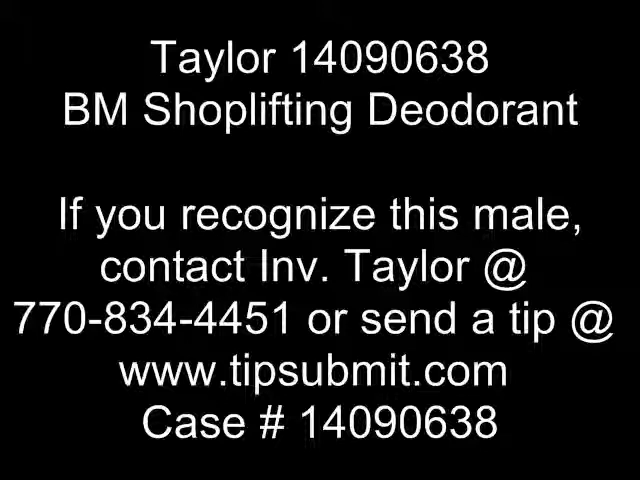 Taylor 14090638
BM Shoplifting Deodorant
If you recognize this male,
contact Inv. Taylor @
770-834-4451 or send a tip @
www.tipsubmit.com
Case # 14090638